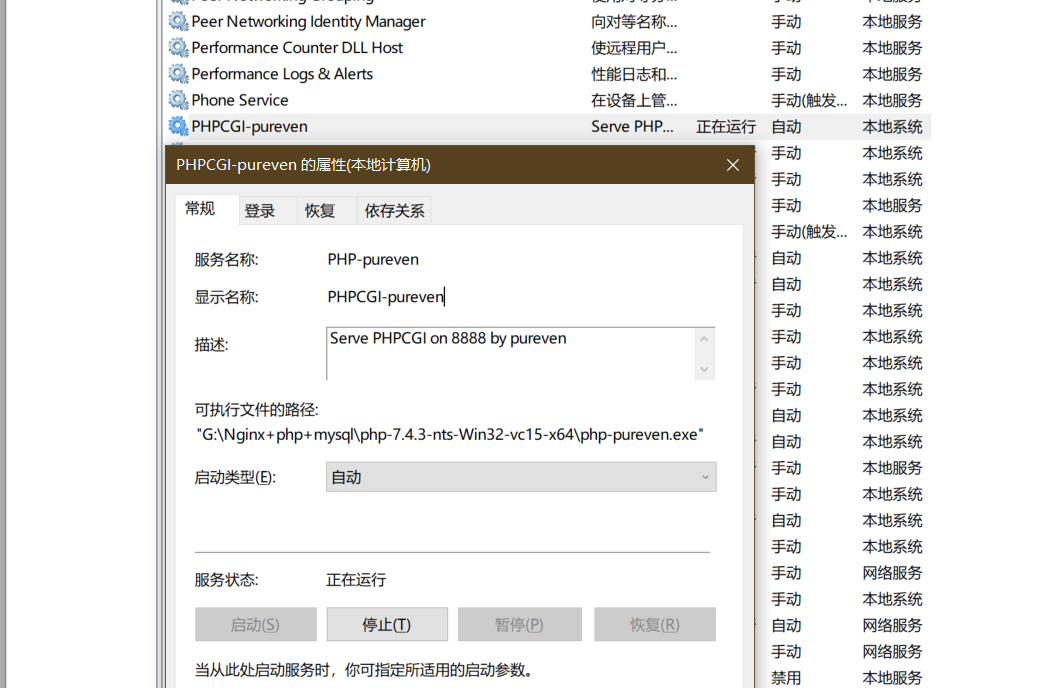 Peer Networking Grouping 使用对等分... 手动 本地服务
Peer Networking Identity Manager 向对等名称... 手动 本地服务
Performance Counter DLL Host 使远程用户... 手动 本地服务
Performance Logs & Alerts 性能日志和... 手动 本地服务
Phone Service 在设备上管... 手动(触发... 本地服务
PHPCGI-pureven Serve PHP... 正在运行 自动 本地系统
手动 本地系统
PHPCGI-pureven 的属性(本地计算机)
手动 本地系统
常规 登录 恢复 依存关系
手动 本地服务
手动(触发... 本地系统
服务名称: PHP-pureven
自动 本地系统
自动 本地系统
显示名称: PHPCGI-pureven
手动 本地系统
描述: Serve PHPCGI on 8888 by pureven
手动 本地系统
手动 本地系统
手动 本地系统
可执行文件的路径:
自动 本地系统
"G:\Nginx+php+mysql\php-7.4.3-nts-Win32-vc15-x64\php-pureven.exe"
自动 本地系统
启动类型(E): 自动
手动 本地服务
手动 本地系统
自动 本地系统
手动 本地系统
服务状态: 正在运行
手动 网络服务
手动 本地系统
启动(S) 停止(T) 暂停(P) 恢复(R)
自动 网络服务
手动 网络服务
当从此处启动服务时，你可指定所适用的启动参数。
禁用 本地服务